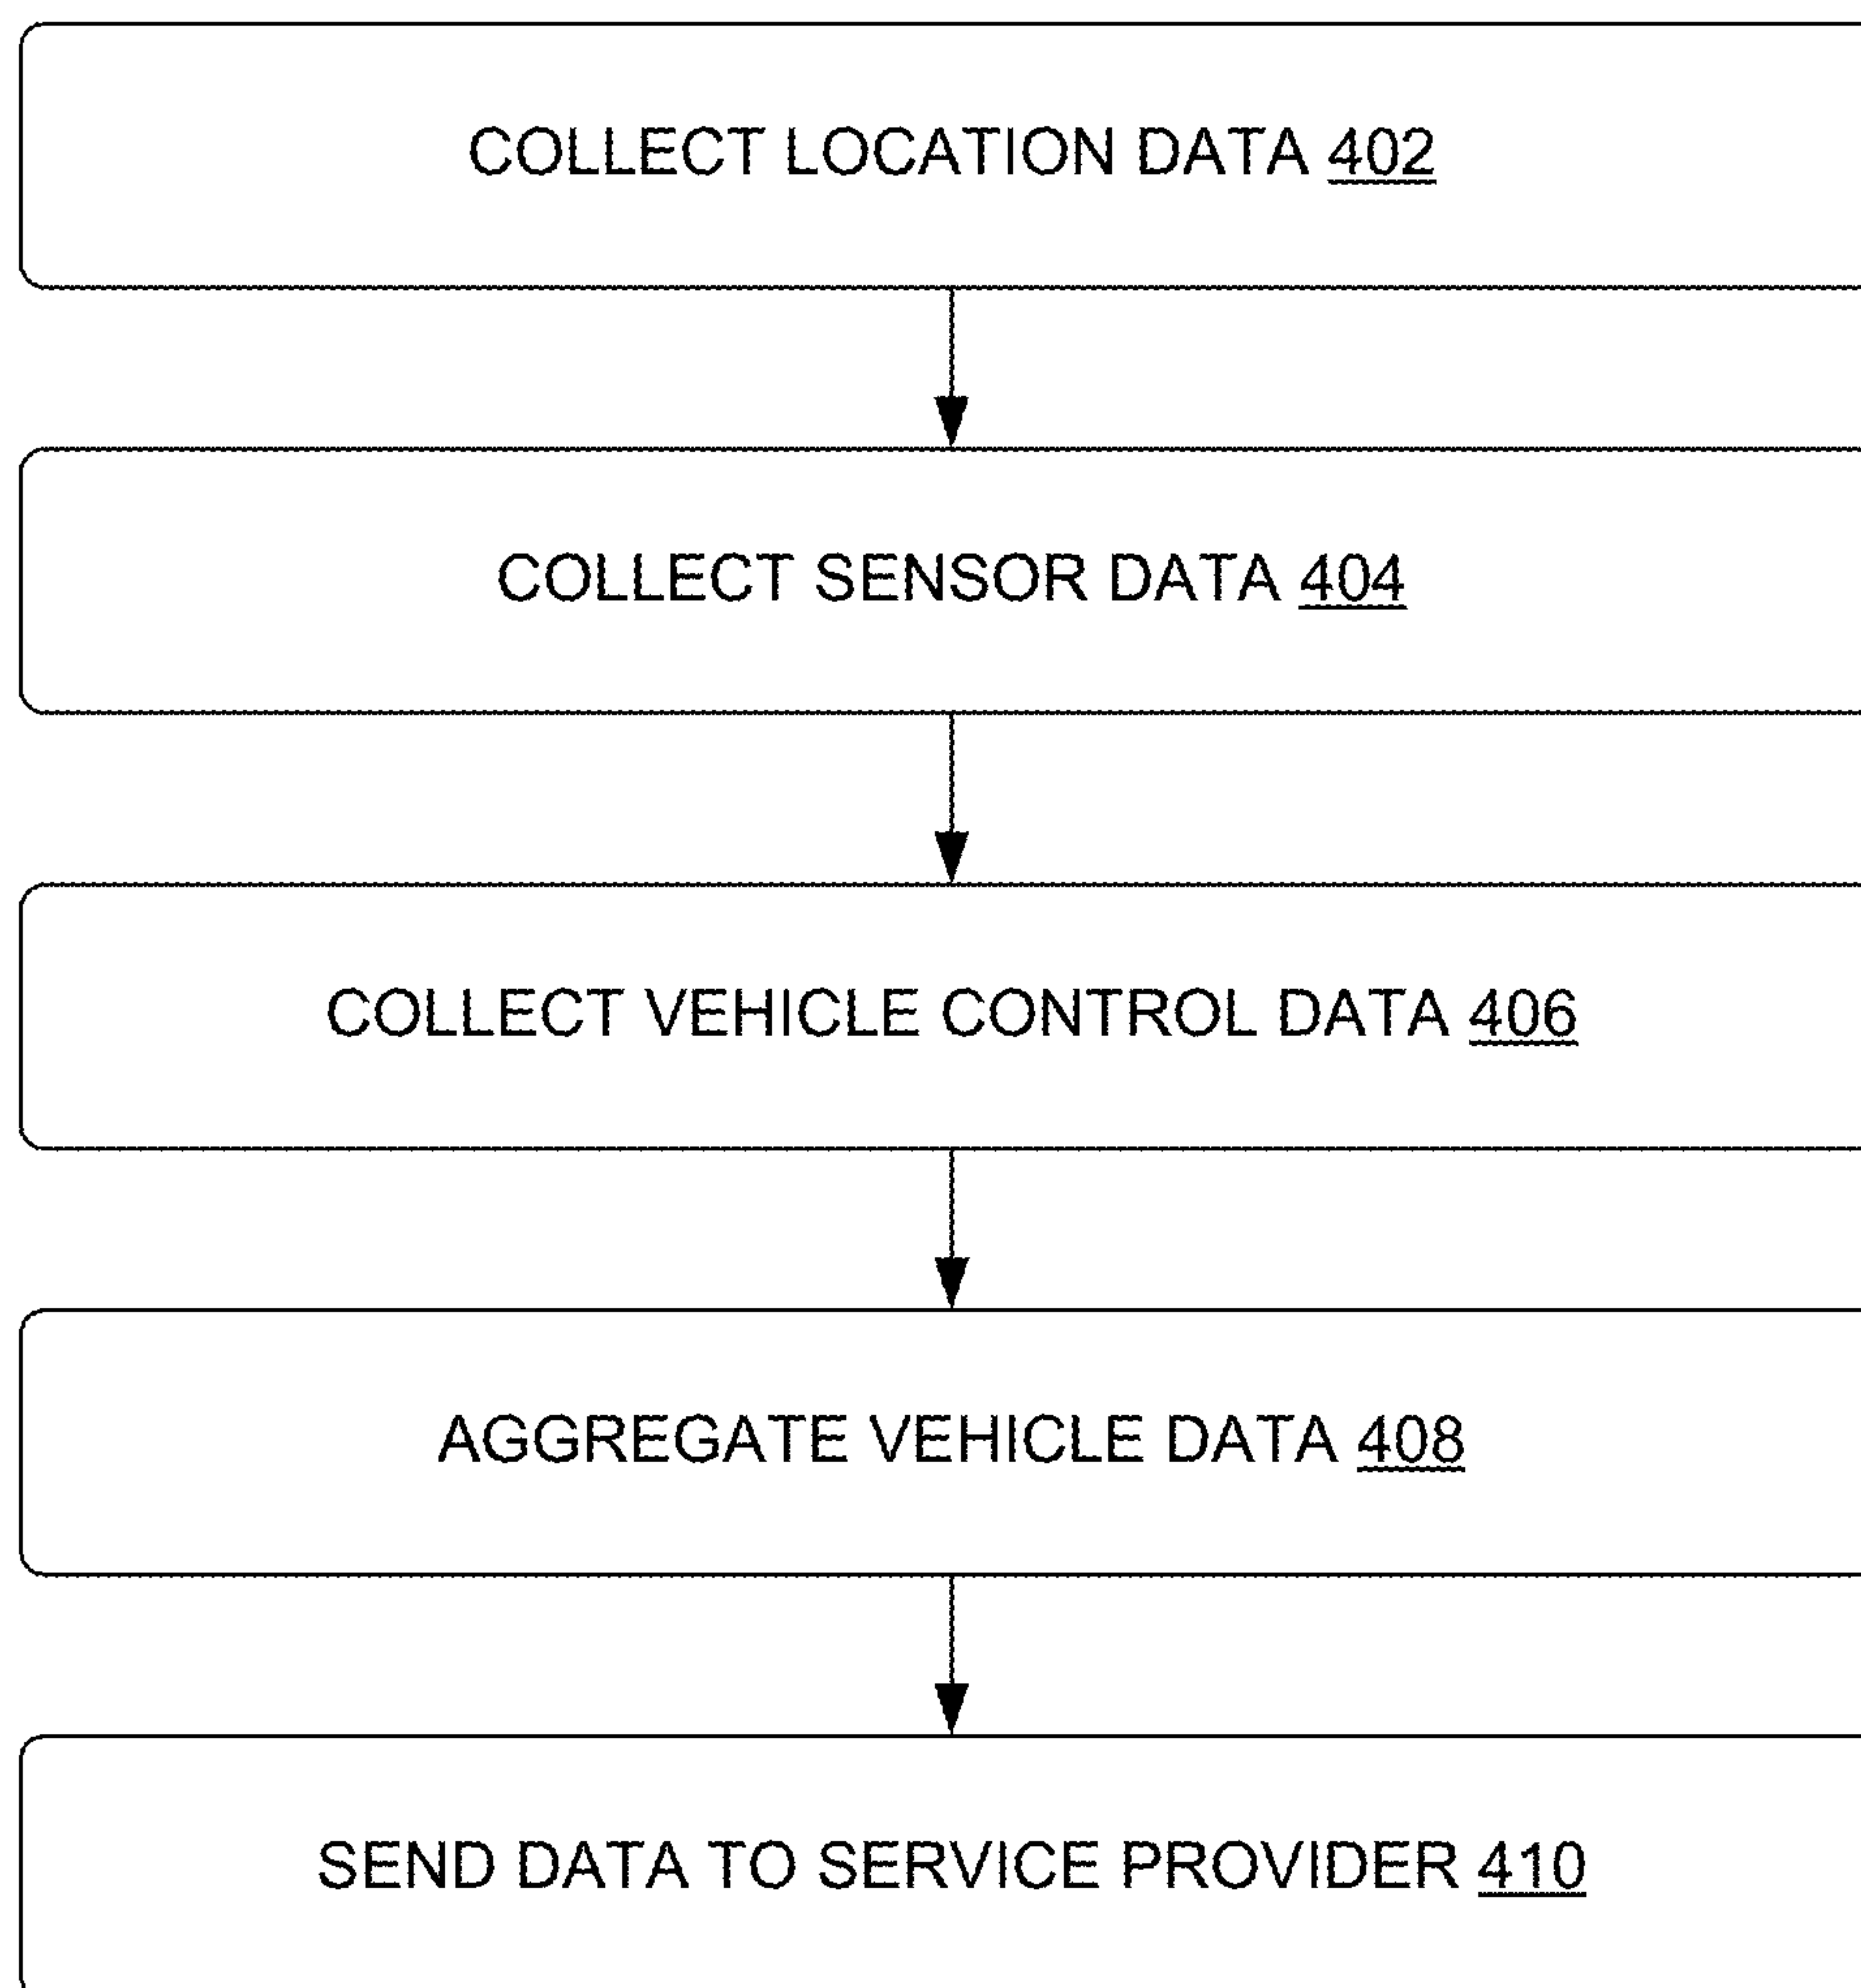 COLLECT LOCATION DATA 402
COLLECT SENSOR DATA 404
COLLECT VEHICLE CONTROL DATA 406
AGGREGATE VEHICLE DATA 408
SEND DATA TO SERVICE PROVIDER 410